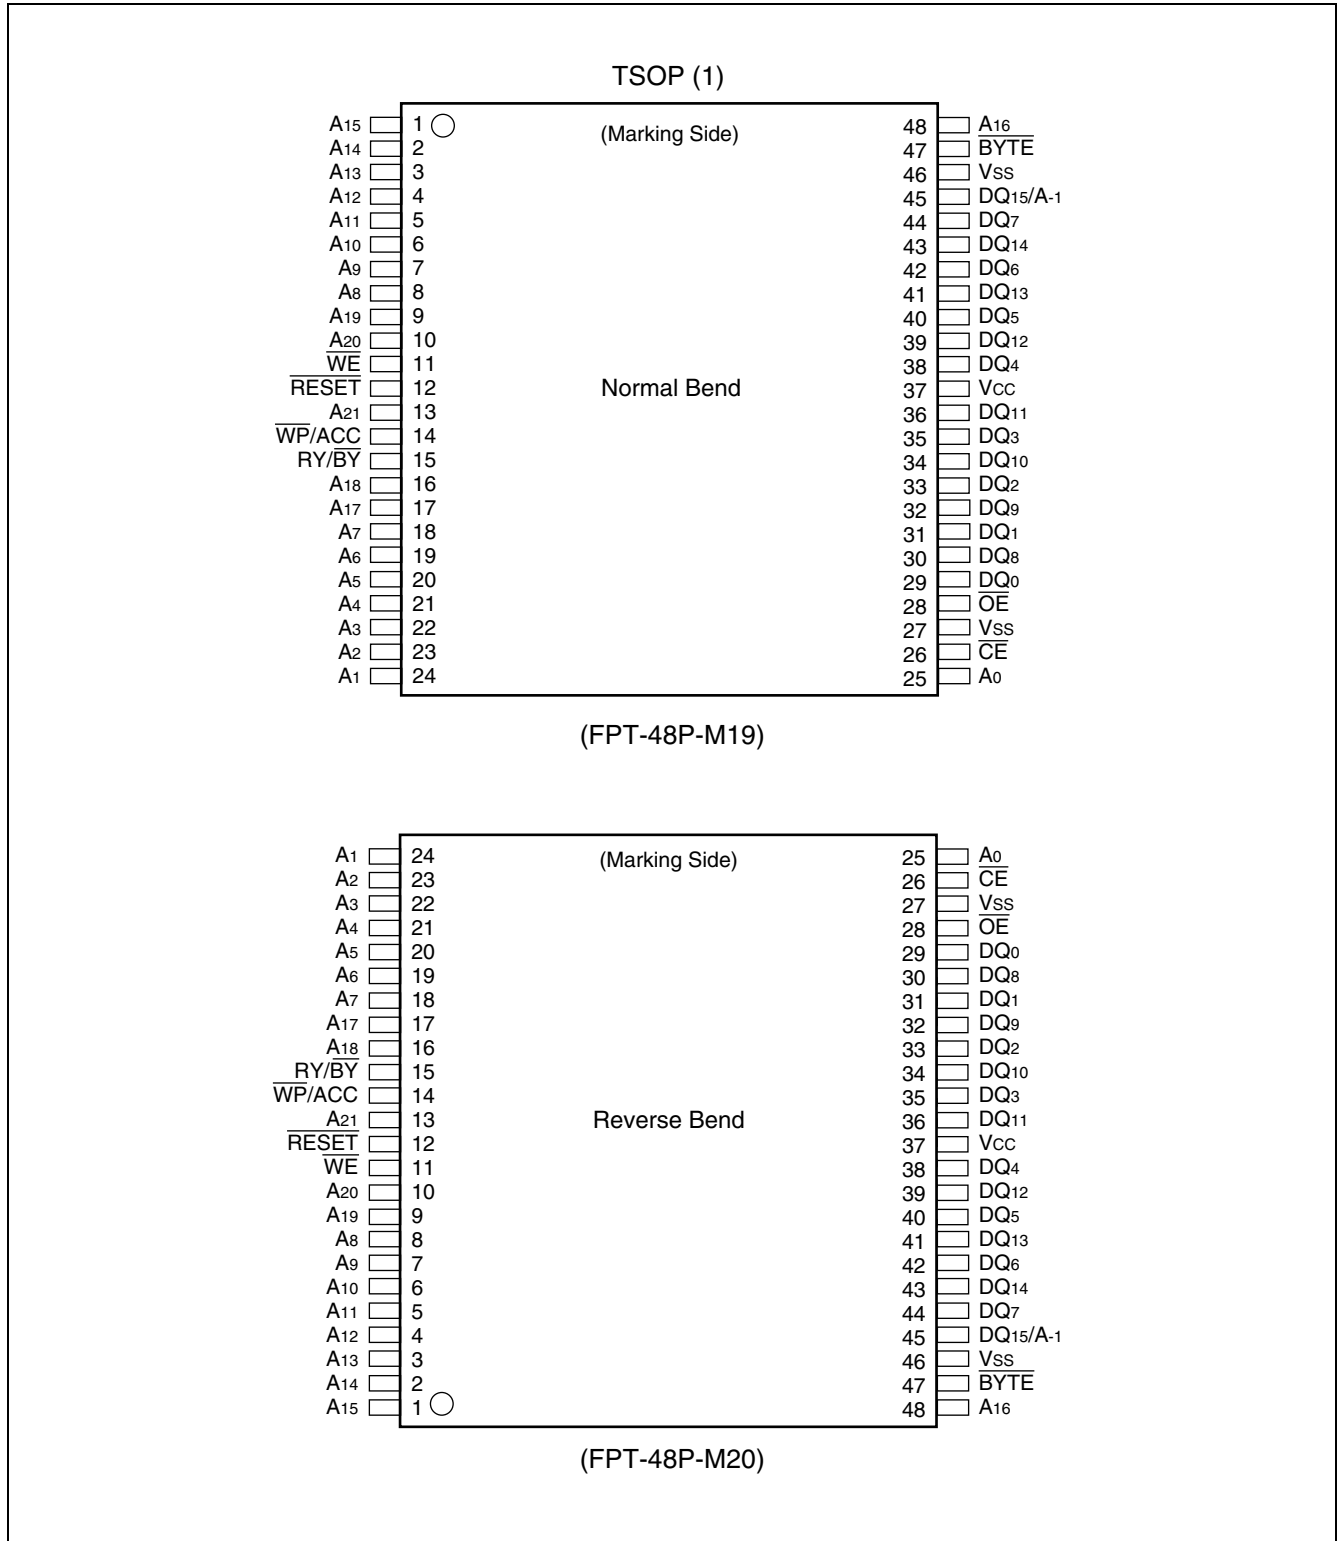 TSOP (1)
(Marking Side)
A15 1 48 A16
A14 2 47 BYTE
A13 3 46 VSS
A12 4 45 DQ15/A-1
A11 5 44 DQ7
A10 6 43 DQ14
A9 7 42 DQ6
A8 8 41 DQ13
A19 9 40 DQ5
A20 10 39 DQ12
WE 11 38 DQ4
RESET 12 Normal Bend 37 VCC
A21 13 36 DQ11
WP/ACC 14 35 DQ3
RY/BY 15 34 DQ10
A18 16 33 DQ2
A17 17 32 DQ9
A7 18 31 DQ1
A6 19 30 DQ8
A5 20 29 DQ0
A4 21 28 OE
A3 22 27 VSS
A2 23 26 CE
A1 24 25 A0
(FPT-48P-M19)
A1 24 (Marking Side) 25 A0
A2 23 26 CE
A3 22 27 VSS
A4 21 28 OE
A5 20 29 DQ0
A6 19 30 DQ8
A7 18 31 DQ1
A17 17 32 DQ9
A18 16 33 DQ2
RY/BY 15 34 DQ10
WP/ACC 14 35 DQ3
A21 13 Reverse Bend 36 DQ11
RESET 12 37 VCC
WE 11 38 DQ4
A20 10 39 DQ12
A19 9 40 DQ5
A8 8 41 DQ13
A9 7 42 DQ6
A10 6 43 DQ14
A11 5 44 DQ7
A12 4 45 DQ15/A-1
A13 3 46 VSS
A14 2 47 BYTE
A15 1 48 A16
(FPT-48P-M20)